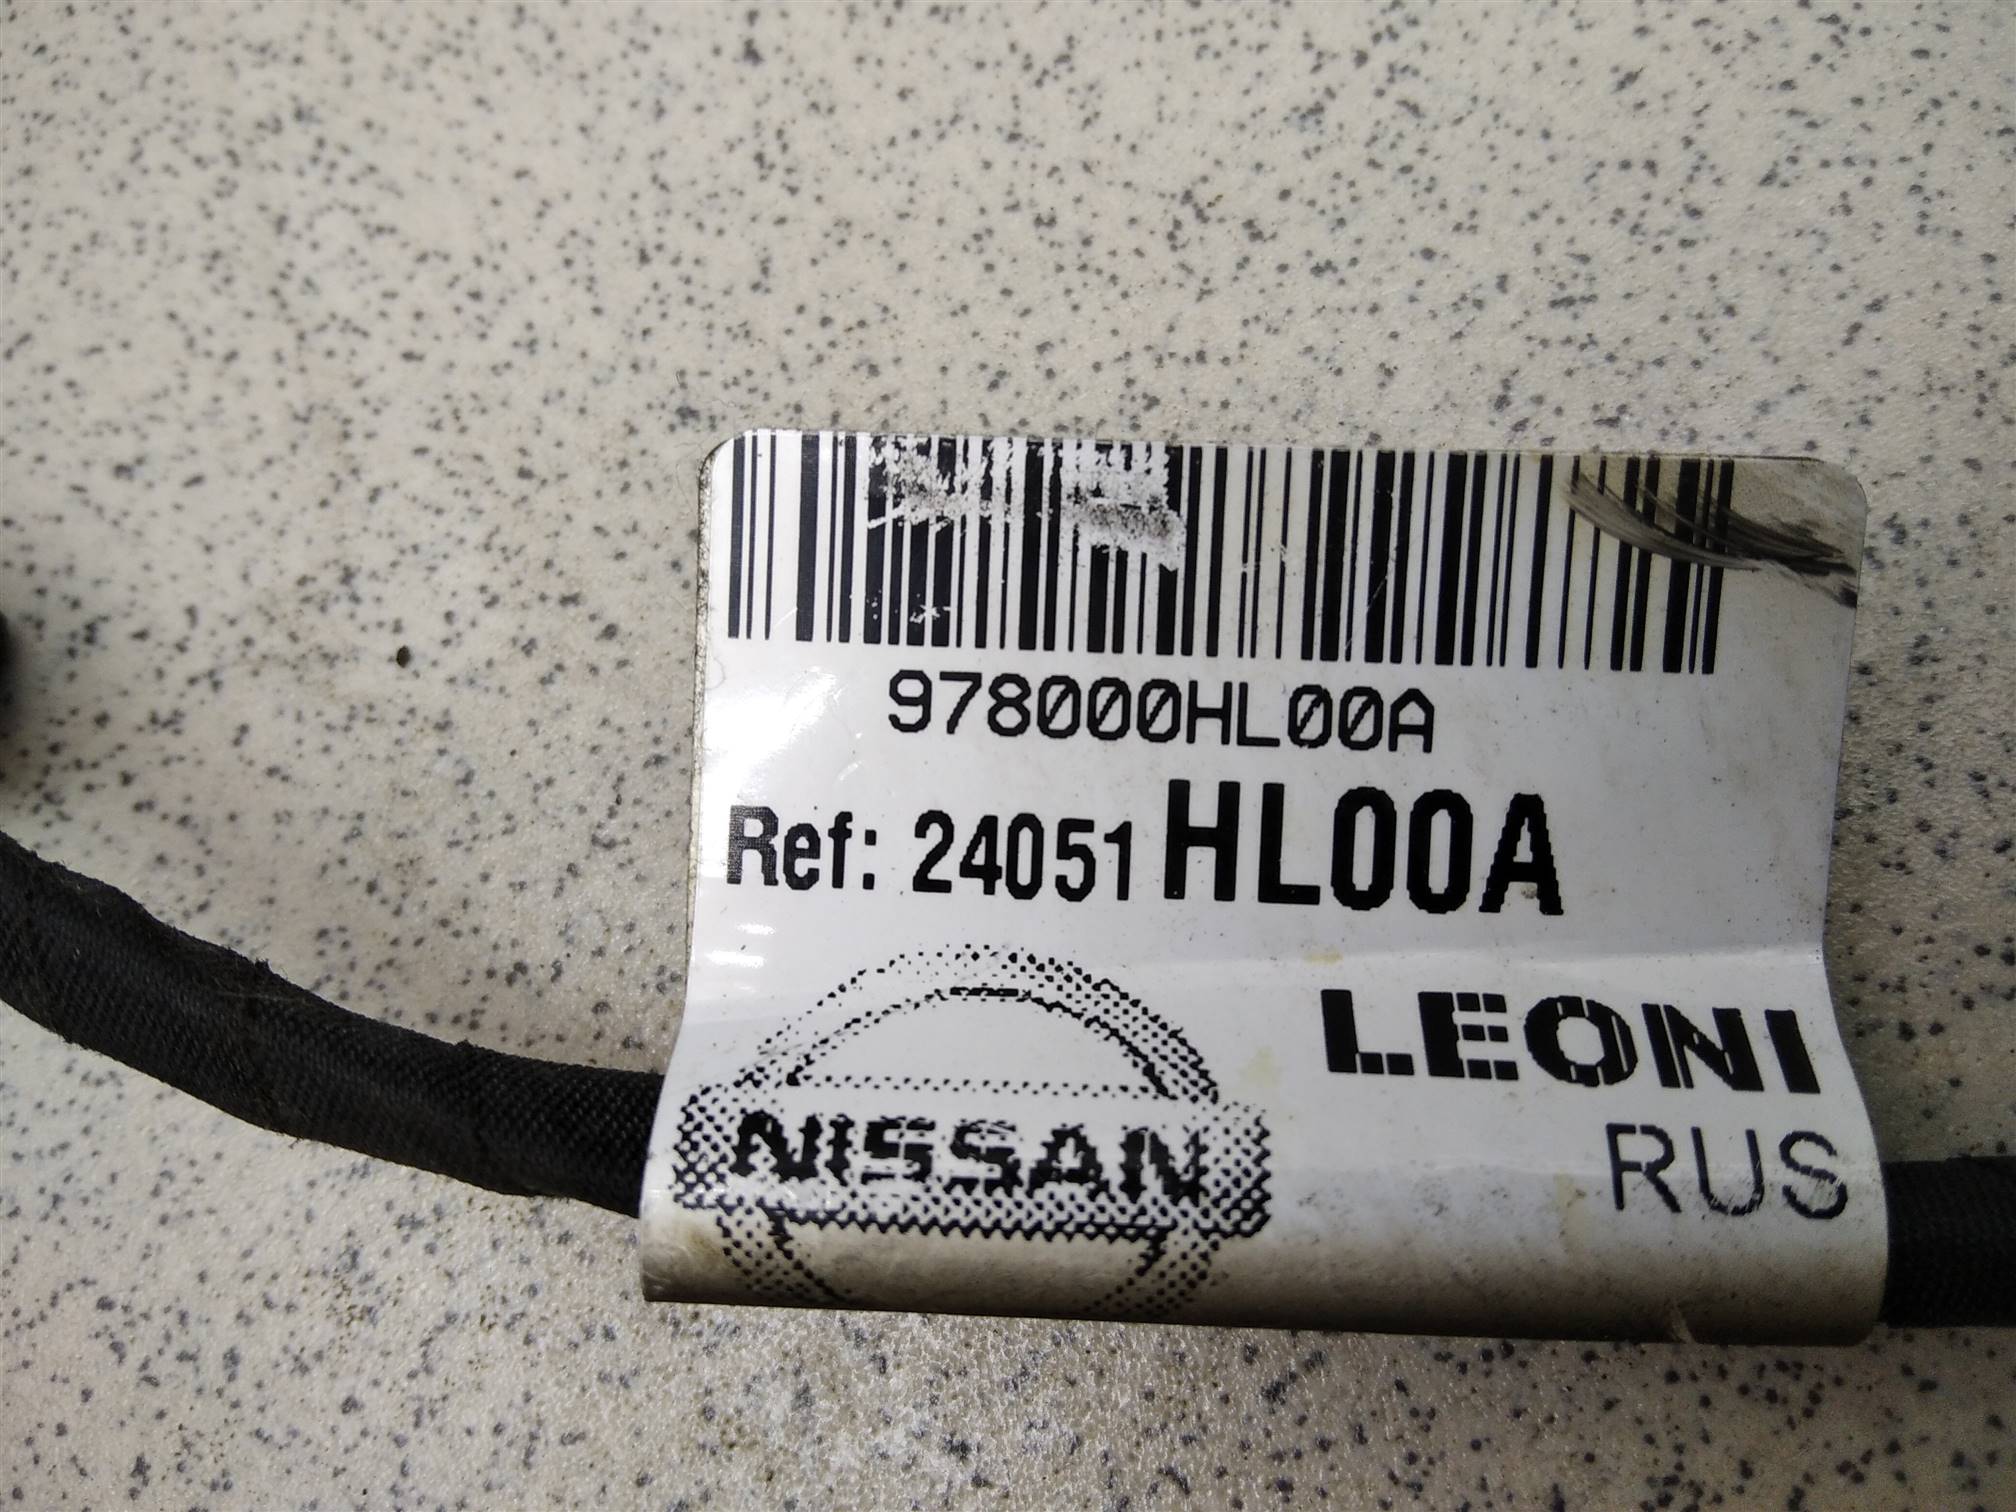 978000HL00A
Ref: 24051 HL00A
LEONI
NISSAN
RUS